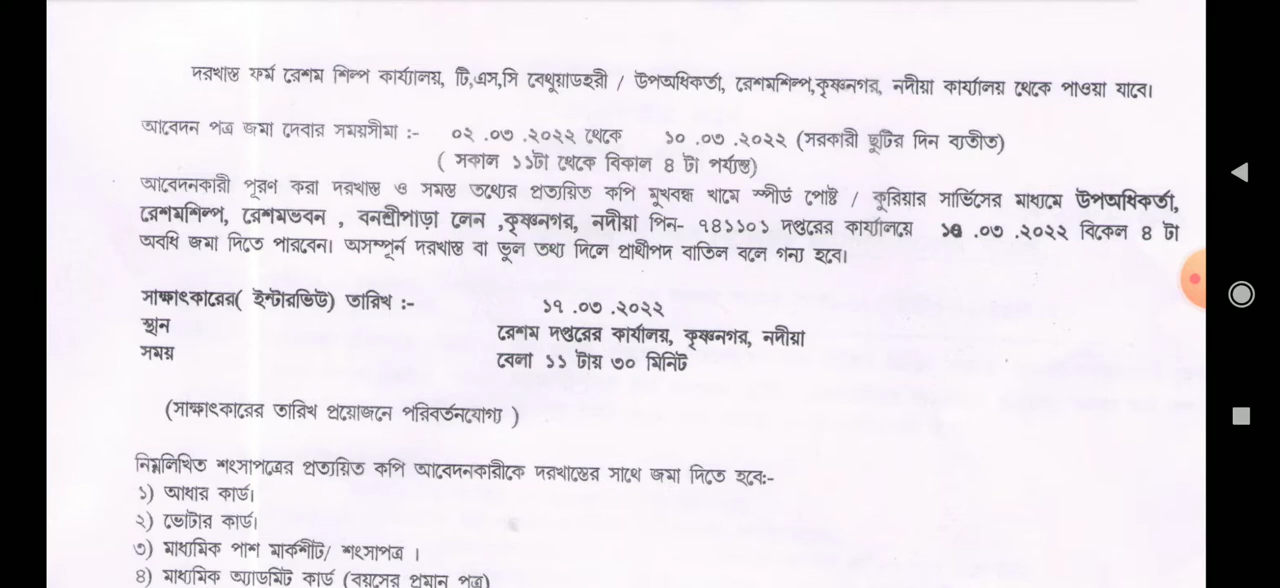 দরখাস্ত ফর্ম রেশম শিল্প কার্য্যালয়, টি,এস,সি বেথুয়াডহরী / উপঅধিকর্তা, রেশমশিল্প,কৃষ্ণনগর, নদীয়া কার্য্যালয় থেকে পাওয়া যাবে।
আবেদন পত্র জমা দেবার সময়সীমা :- ০২ .০৩ .২০২২ থেকে ১০ .০৩ .২০২২ (সরকারী ছুটির দিন ব্যতীত)
( সকাল ১১টা থেকে বিকাল ৪ টা পর্য্যন্ত)
আবেদনকারী পূরণ করা দরখাস্ত ও সমস্ত তথ্যের প্রত্যয়িত কপি মুখবন্ধ খামে স্পীড পোষ্ট / কুরিয়ার সার্ভিসের মাধ্যমে উপঅধিকর্তা,
রেশমশিল্প, রেশমভবন , বনশ্রীপাড়া লেন ,কৃষ্ণনগর, নদীয়া পিন- ৭৪১১০১ দপ্তরের কার্য্যালয়ে .০৩ .২০২২ বিকেল ৪ টা
অবধি জমা দিতে পারবেন। অসম্পূর্ন দরখাস্ত বা ভুল তথ্য দিলে প্রার্থীপদ বাতিল বলে গন্য হবে।
সাক্ষাৎকারের( ইন্টারভিউ) তারিখ :- ১৭ .০৩ .২০২২
স্থান রেশম দপ্তরের কার্য্যালয়, কৃষ্ণনগর, নদীয়া
সময় বেলা ১১ টায় ৩০ মিনিট
(সাক্ষাৎকারের তারিখ প্রয়োজনে পরিবর্তনযোগ্য )
নিম্নলিখিত শংসাপত্রের প্রত্যয়িত কপি আবেদনকারীকে দরখাস্তের সাথে জমা দিতে হবে:-
১) আধার কার্ড।
২) ভোটার কার্ড।
৩) মাধ্যমিক পাশ মার্কশীট/ শংসাপত্র ।
৪) মাধ্যমিক অ্যাডমিট কার্ড (বয়সের প্রমান পত্র)